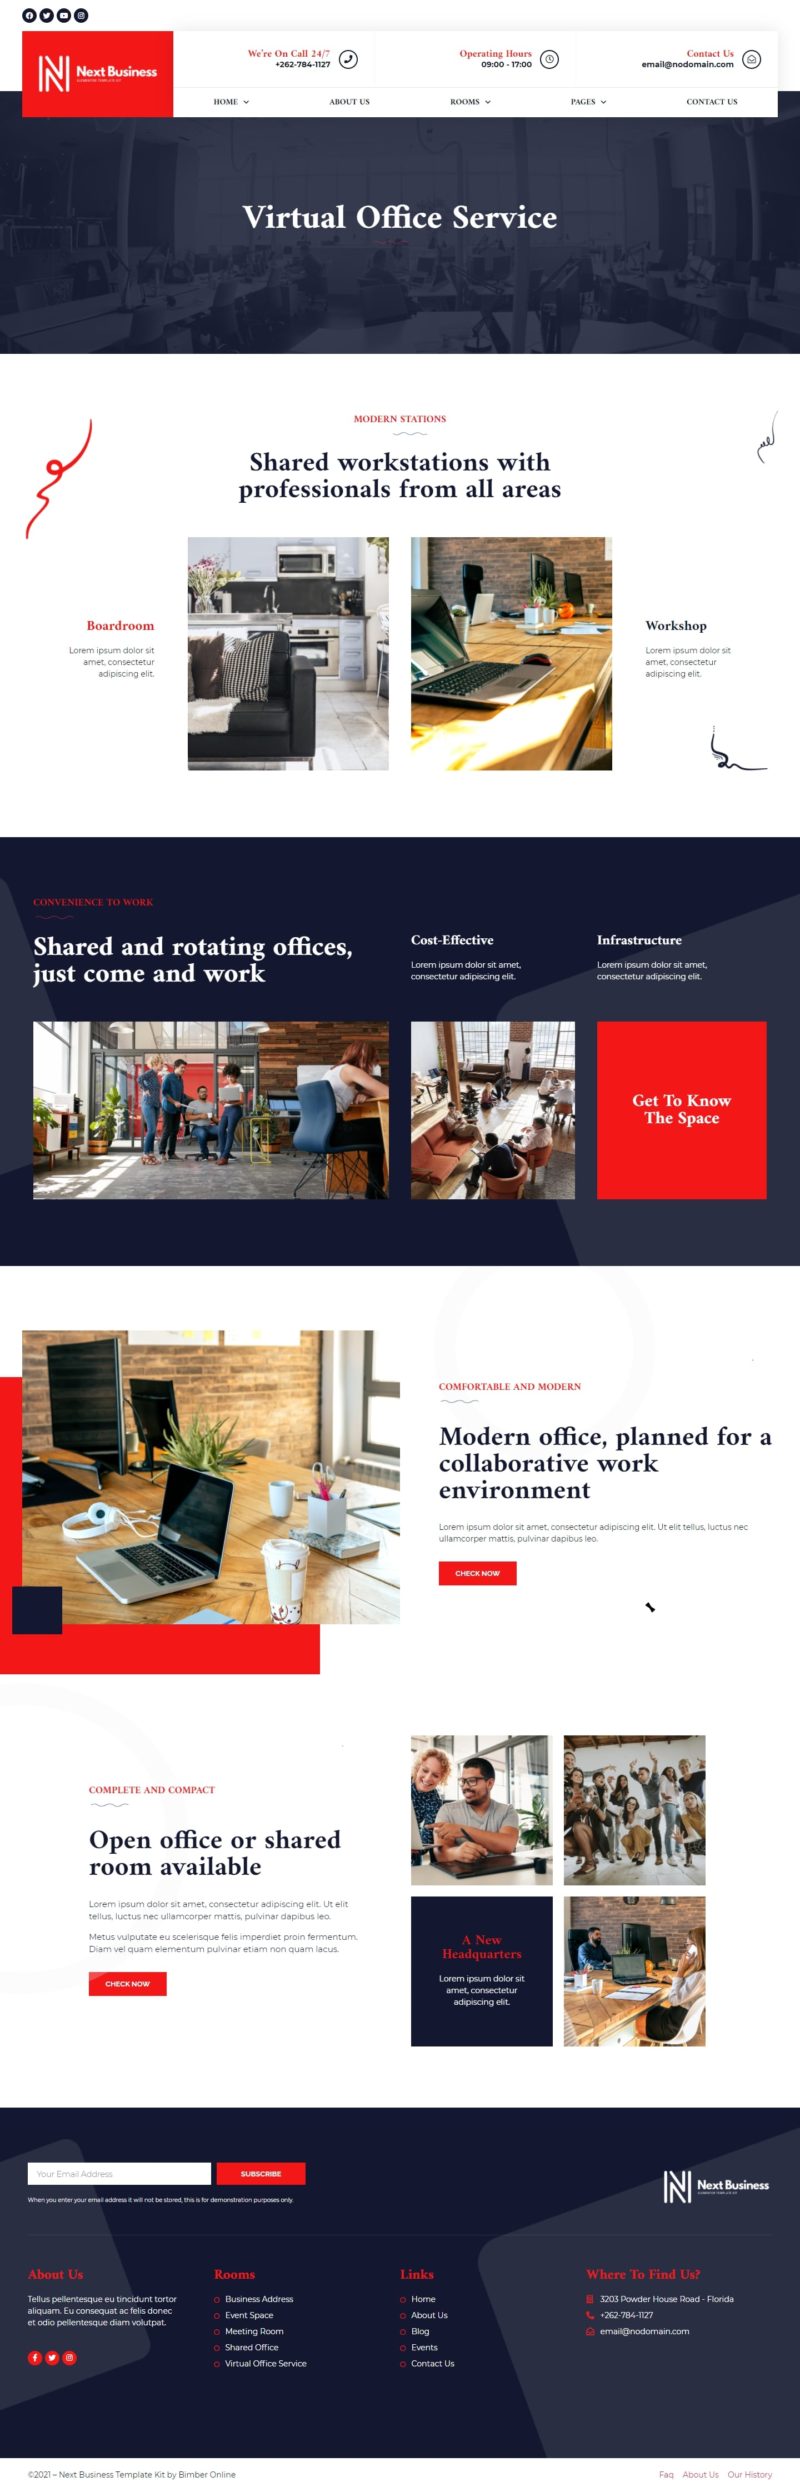 We're On Call 24/7
+262-784-1127
Operating Hours
09:00 - 17:00
Contact Us
email@nodomain.com
Next Business
ELEMENTOR TEMPLATE KIT
HOME
ABOUT US
ROOMS
PAGES
CONTACT US
Virtual Office Service
MODERN STATIONS
Shared workstations with
professionals from all areas
Boardroom
Lorem ipsum dolor sit
amet, consectetur
adipiscing elit.
Workshop
Lorem ipsum dolor sit
amet, consectetur
adipiscing elit.
CONVENIENCE TO WORK
Shared and rotating offices,
just come and work
Cost-Effective
Lorem ipsum dolor sit amet,
consectetur adipiscing elit.
Infrastructure
Lorem ipsum dolor sit amet,
consectetur adipiscing elit.
Get To Know
The Space
COMFORTABLE AND MODERN
Modern office, planned for a
collaborative work
environment
Lorem ipsum dolor sit amet, consectetur adipiscing elit. Ut elit tellus, luctus nec
ullamcorper mattis, pulvinar dapibus leo.
CHECK NOW
COMPLETE AND COMPACT
Open office or shared
room available
Lorem ipsum dolor sit amet, consectetur adipiscing elit. Ut elit
tellus, luctus nec ullamcorper mattis, pulvinar dapibus leo.
Metus vulputate eu scelerisque felis imperdiet proin fermentum.
Diam vel quam elementum pulvinar etiam non quam lacus.
CHECK NOW
A New
Headquarters
Lorem ipsum dolor sit
amet, consectetur
adipiscing elit.
Your Email Address
SUBSCRIBE
When you enter your email address it will not be stored, this is for demonstration purposes only.
Next Business
ELEMENTOR TEMPLATE KIT
About Us
Tellus pellentesque eu tincidunt tortor
aliquam. Eu consequat ac felis donec
et odio pellentesque diam volutpat.
Rooms
Business Address
Event Space
Meeting Room
Shared Office
Virtual Office Service
Links
Home
About Us
Blog
Events
Contact Us
Where To Find Us?
3203 Powder House Road - Florida
+262-784-1127
email@nodomain.com
©2021 – Next Business Template Kit by Bimber Online
Faq
About Us
Our History